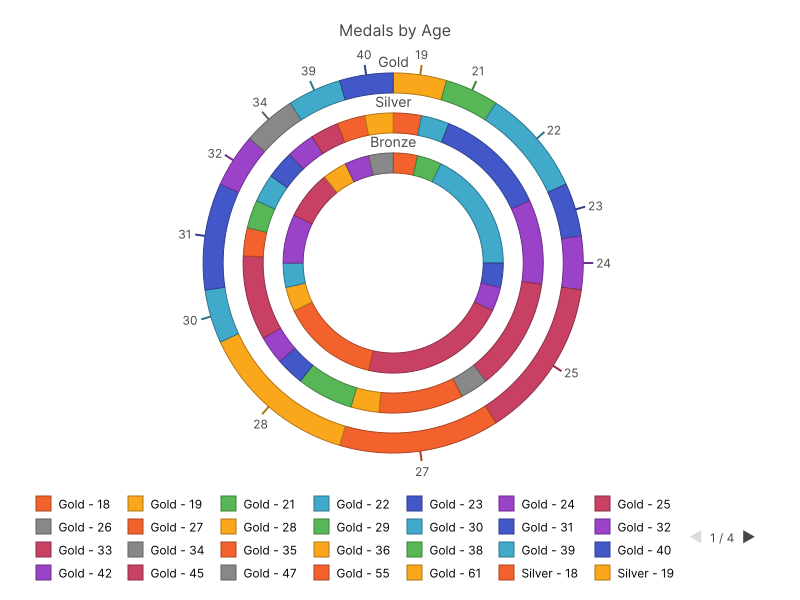 Medals by Age
40 Gold 19
39 21
Silver
34 22
Bronze
32
23
31 24
30
25
28
27
Gold - 18 Gold - 19 Gold - 21 Gold - 22 Gold - 23 Gold - 24 Gold - 25
Gold - 26 Gold - 27 Gold - 28 Gold - 29 Gold - 30 Gold - 31 Gold - 32
1 / 4
Gold - 33 Gold - 34 Gold - 35 Gold - 36 Gold - 38 Gold - 39 Gold - 40
Gold - 42 Gold - 45 Gold - 47 Gold - 55 Gold - 61 Silver - 18 Silver - 19